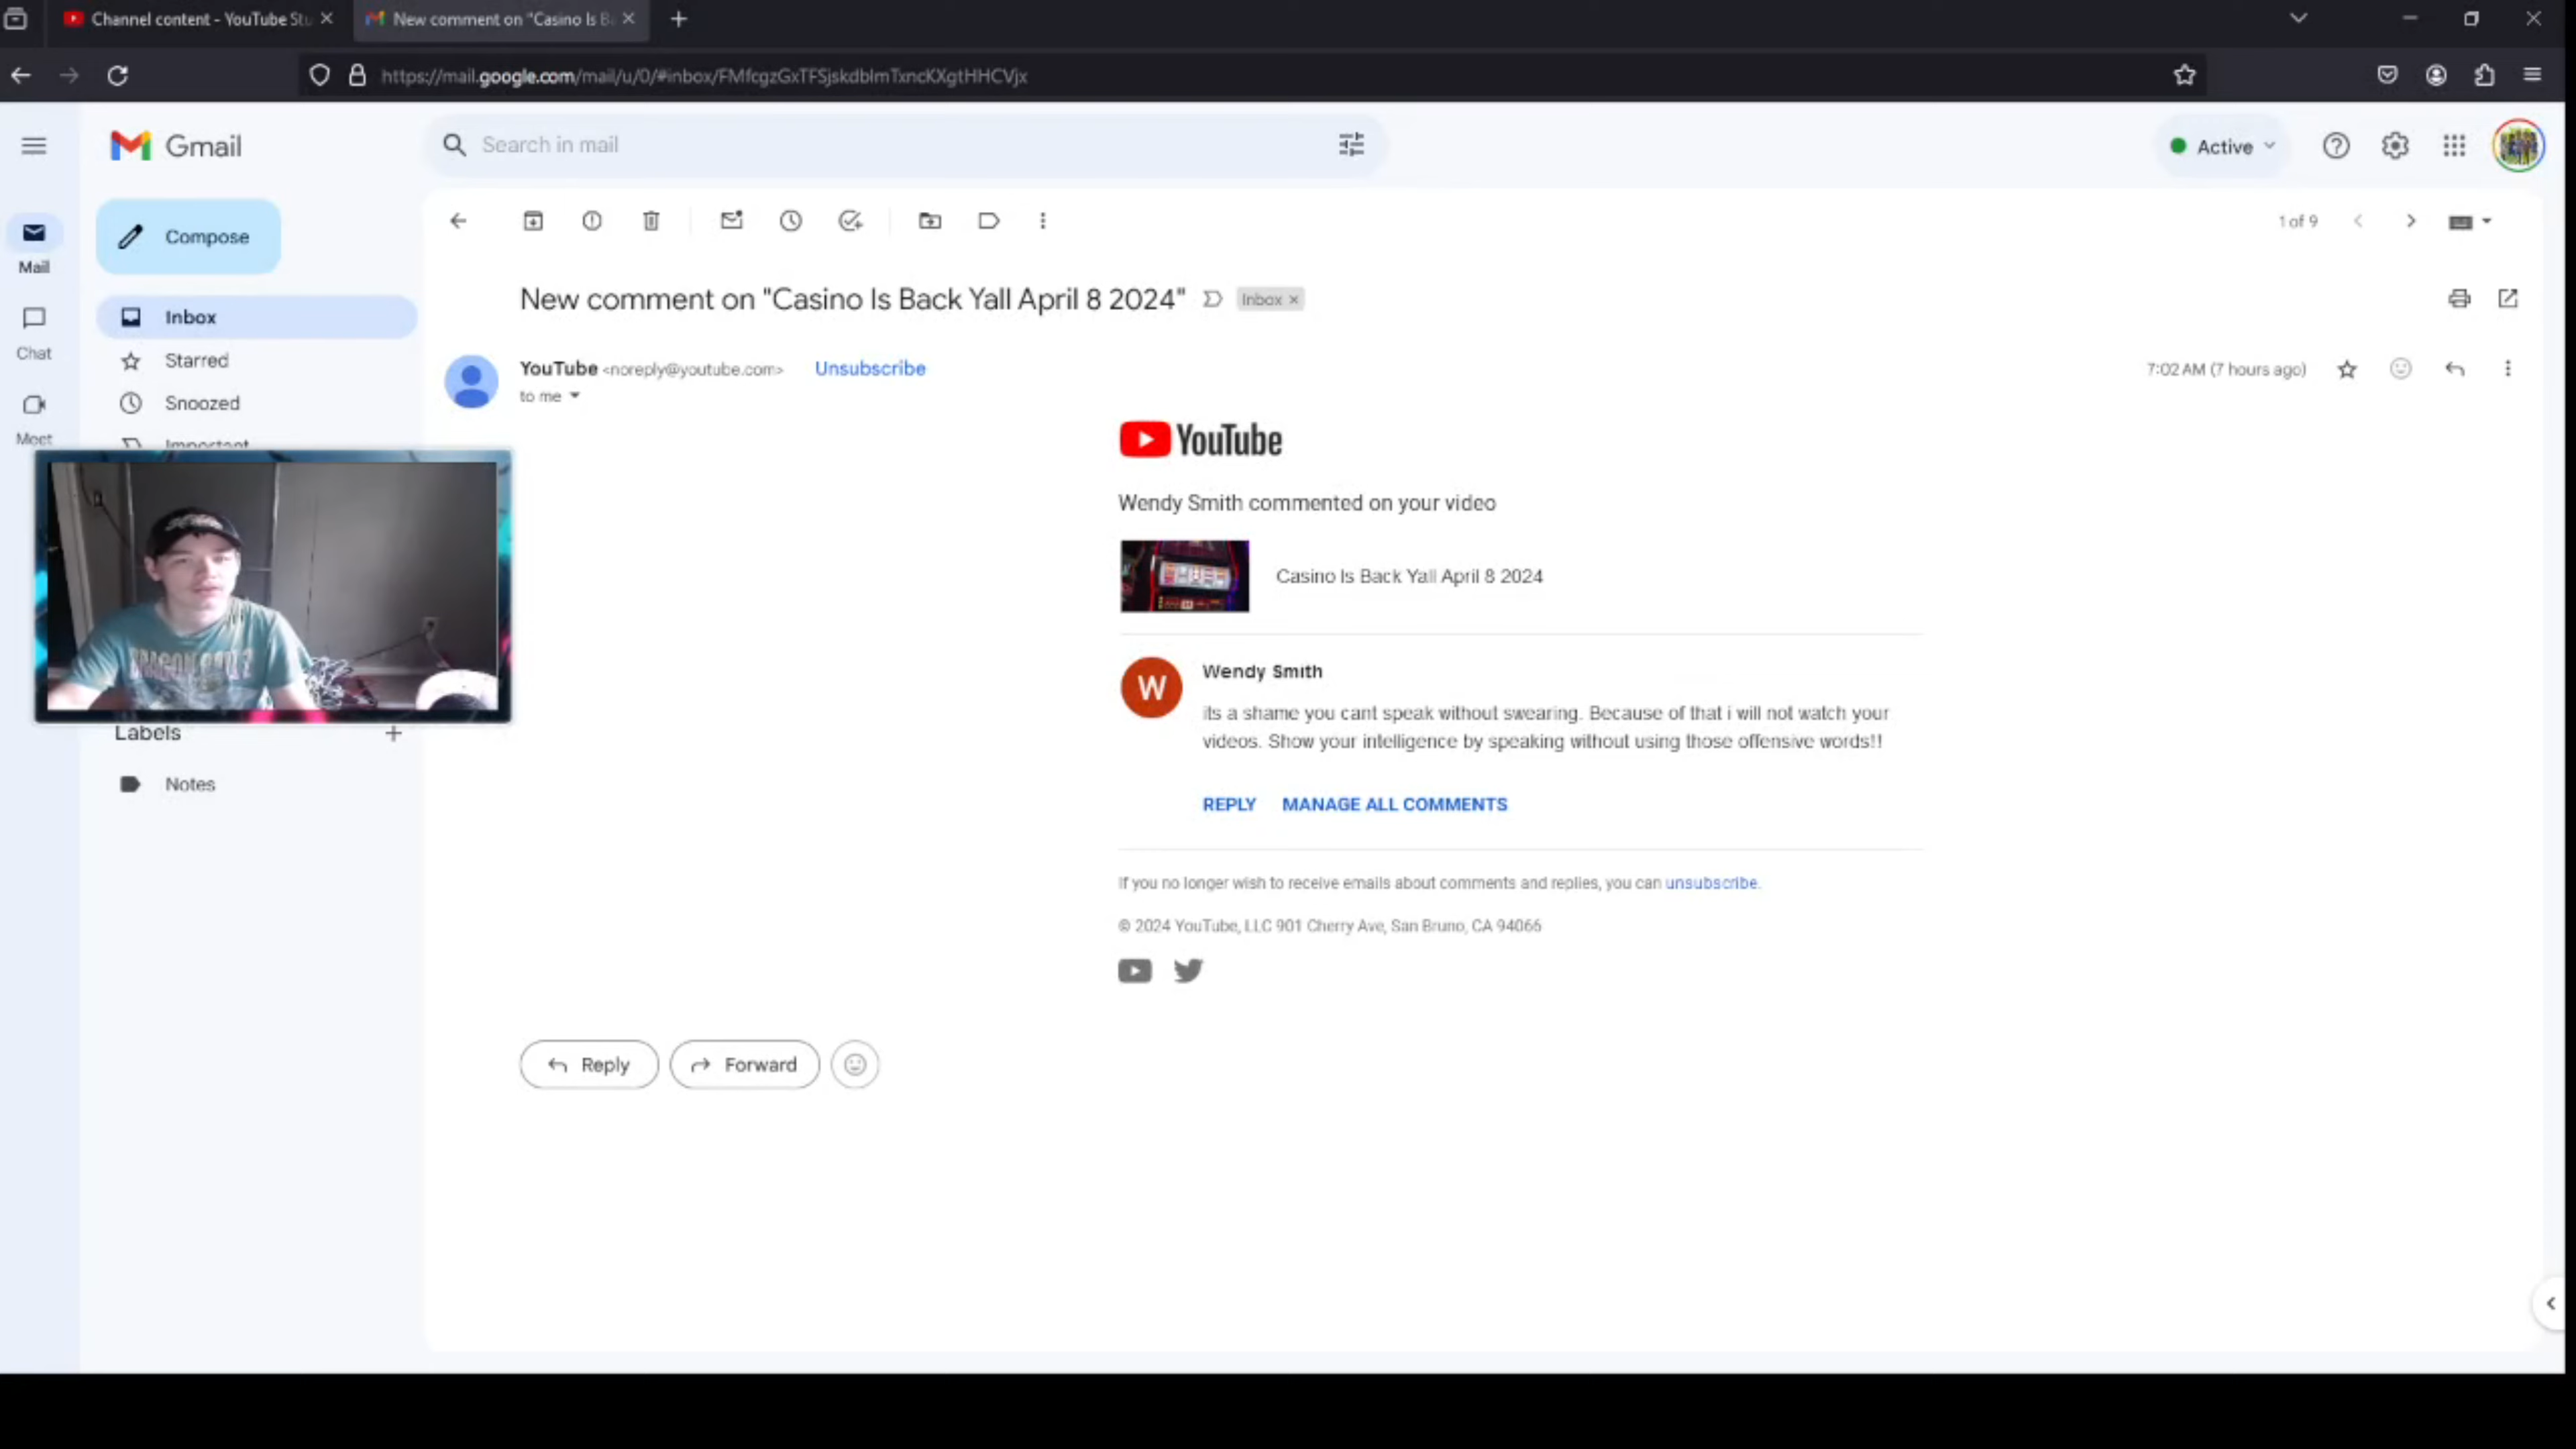 Channel content - YouTube Stu
New comment on "Casino Is Ba
https://mail.google.com/mail/u/0/#inbox/FMfcgzGxTFSjskdblmTxncKXgtHHCVjx
Gmail
Search in mail
Active
Compose
1 of 9
Mail
New comment on "Casino Is Back Yall April 8 2024"
Inbox ×
Inbox
Chat
Starred
YouTube <noreply@youtube.com> Unsubscribe
7:02 AM (7 hours ago)
to me
Snoozed
Meet
Important
YouTube
Wendy Smith commented on your video
Casino Is Back Yall April 8 2024
Wendy Smith
W
its a shame you cant speak without swearing. Because of that i will not watch your
videos. Show your intelligence by speaking without using those offensive words!!
REPLY MANAGE ALL COMMENTS
Labels
Notes
If you no longer wish to receive emails about comments and replies, you can unsubscribe.
© 2024 YouTube, LLC 901 Cherry Ave, San Bruno, CA 94066
Reply
Forward